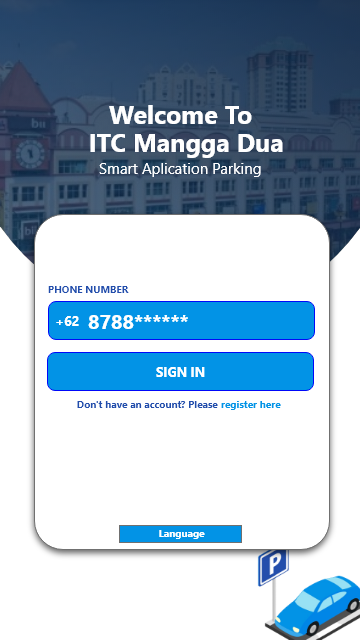 Welcome To
ITC Mangga Dua
Smart Aplication Parking
bii
PHONE NUMBER
+62 8788******
SIGN IN
Don't have an account? Please register here
Language
P